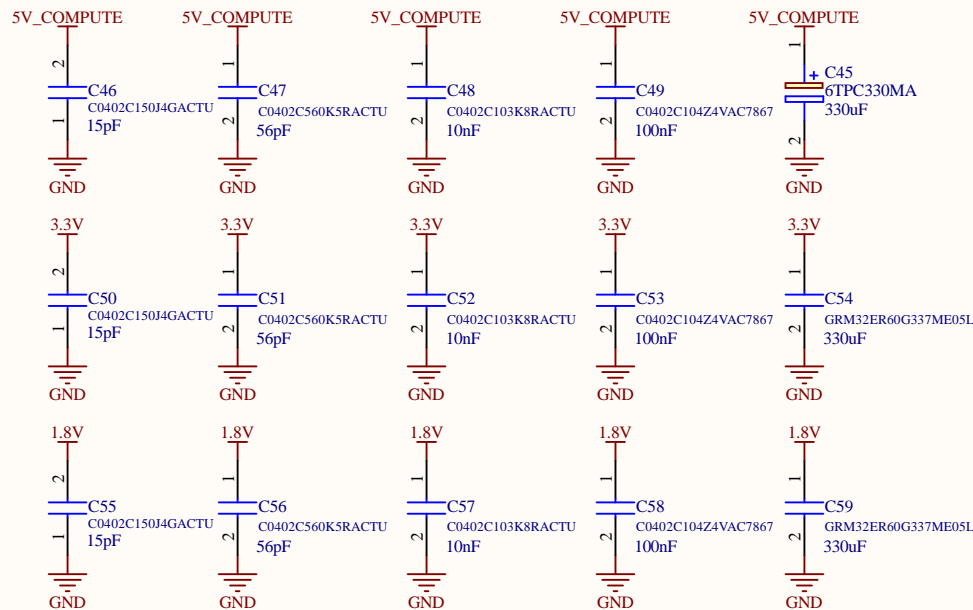 5V_COMPUTE 5V_COMPUTE 5V_COMPUTE 5V_COMPUTE 5V_COMPUTE
2 1 1 1 1
C46 C47 C48 C49 + C45
C0402C150J4GACTU C0402C560K5RACTU C0402C103K8RACTU C0402C104Z4VAC7867 6TPC330MA
15pF 56pF 10nF 100nF 330uF
1 2 2 2 2
GND GND GND GND GND
3.3V 3.3V 3.3V 3.3V 3.3V
2 1 1 1 1
C50 C51 C52 C53 C54
C0402C150J4GACTU C0402C560K5RACTU C0402C103K8RACTU C0402C104Z4VAC7867 GRM32ER60G337ME05L
15pF 56pF 10nF 100nF 330uF
1 2 2 2 2
GND GND GND GND GND
1.8V 1.8V 1.8V 1.8V 1.8V
2 1 1 1 1
C55 C56 C57 C58 C59
C0402C150J4GACTU C0402C560K5RACTU C0402C103K8RACTU C0402C104Z4VAC7867 GRM32ER60G337ME05L
15pF 56pF 10nF 100nF 330uF
1 2 2 2 2
GND GND GND GND GND